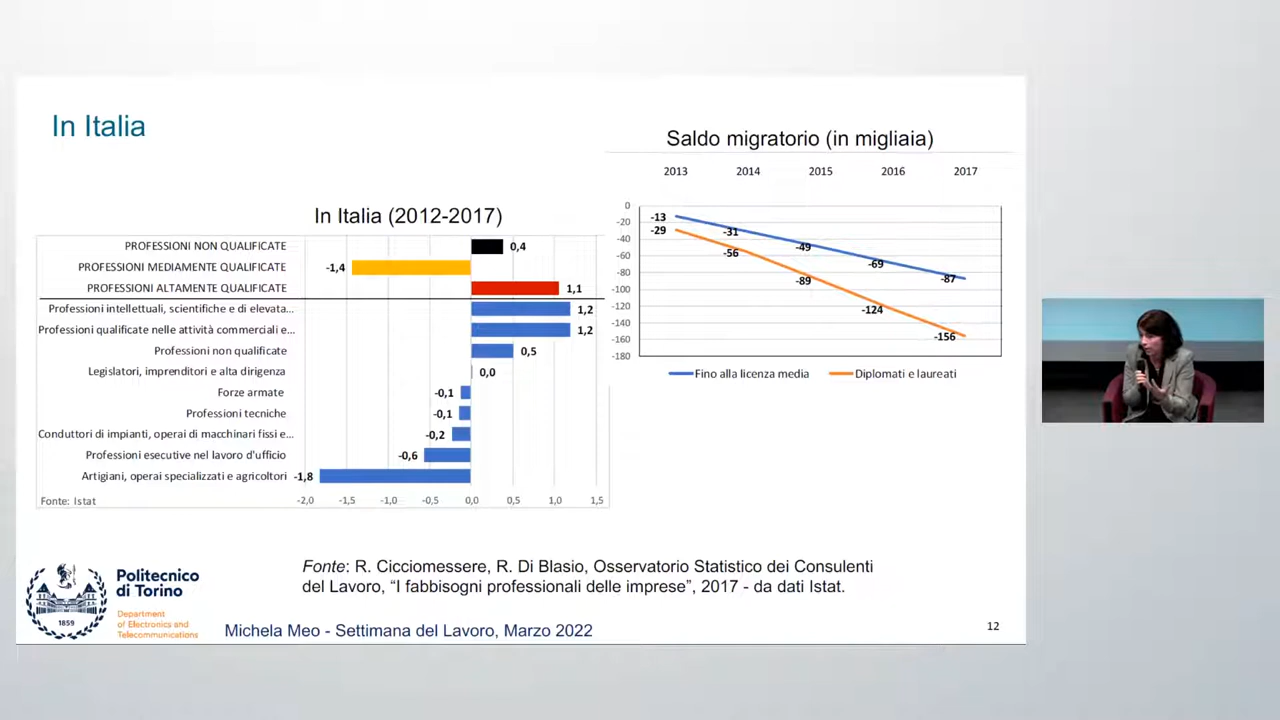 In Italia
In Italia (2012-2017)
PROFESSIONI NON QUALIFICATE 0,4
PROFESSIONI MEDIAMENTE QUALIFICATE -1,4
PROFESSIONI ALTAMENTE QUALIFICATE 1,1
Professioni intellettuali, scientifiche e di elevata... 1,2
Professioni qualificate nelle attività commerciali e... 1,2
Professioni non qualificate 0,5
Legislatori, imprenditori e alta dirigenza 0,0
Forze armate -0,1
Professioni tecniche -0,1
Conduttori di impianti, operai di macchinari fissi e... -0,2
Professioni esecutive nel lavoro d'ufficio -0,6
Artigiani, operai specializzati e agricoltori -1,8
Fonte: Istat
-2,0 -1,5 -1,0 -0,5 0,0 0,5 1,0 1,5
Saldo migratorio (in migliaia)
2013 2014 2015 2016 2017
0
-20
-40
-60
-80
-100
-120
-140
-160
-180
-13 -31 -49 -69 -87
-29 -56 -89 -124 -156
Fino alla licenza media Diplomati e laureati
Fonte: R. Cicciomessere, R. Di Blasio, Osservatorio Statistico dei Consulenti
del Lavoro, “I fabbisogni professionali delle imprese”, 2017 - da dati Istat.
1859
Politecnico
di Torino
Department
of Electronics and
Telecommunications
Michela Meo - Settimana del Lavoro, Marzo 2022
12